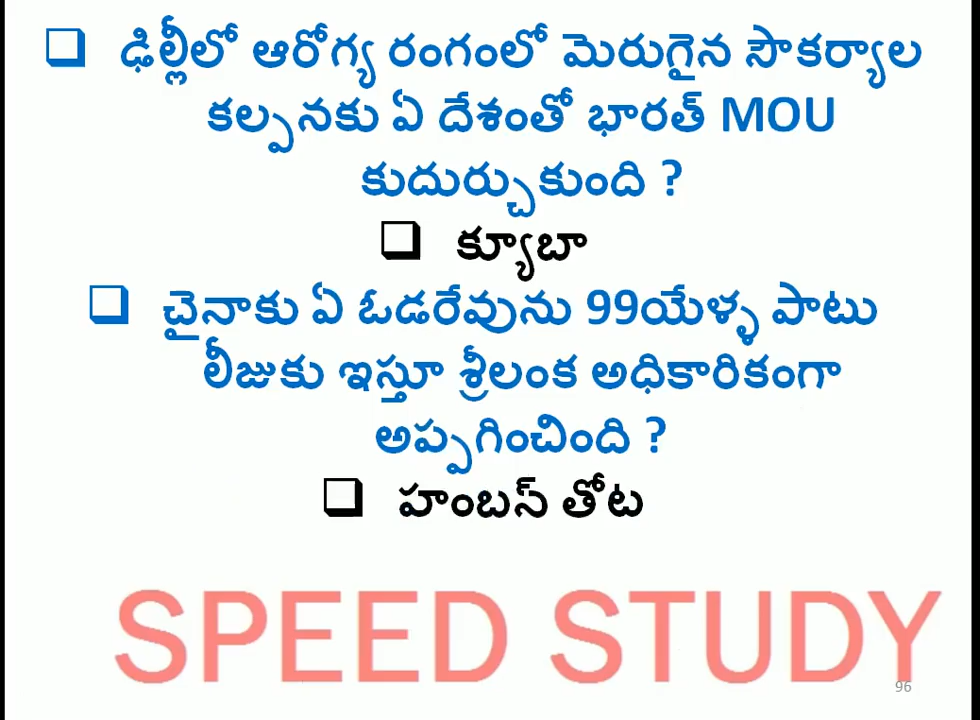 ❑ ఢిల్లీలో ఆరోగ్య రంగంలో మెరుగైన సౌకర్యాల
కల్పనకు ఏ దేశంతో భారత్ MOU
కుదుర్చుకుంది ?
❑ క్యూబా
❑ చైనాకు ఏ ఓడరేవును 99యేళ్ళ పాటు
లీజుకు ఇస్తూ శ్రీలంక అధికారికంగా
అప్పగించింది ?
❑ హంబన్ తోట
SPEED STUDY
96